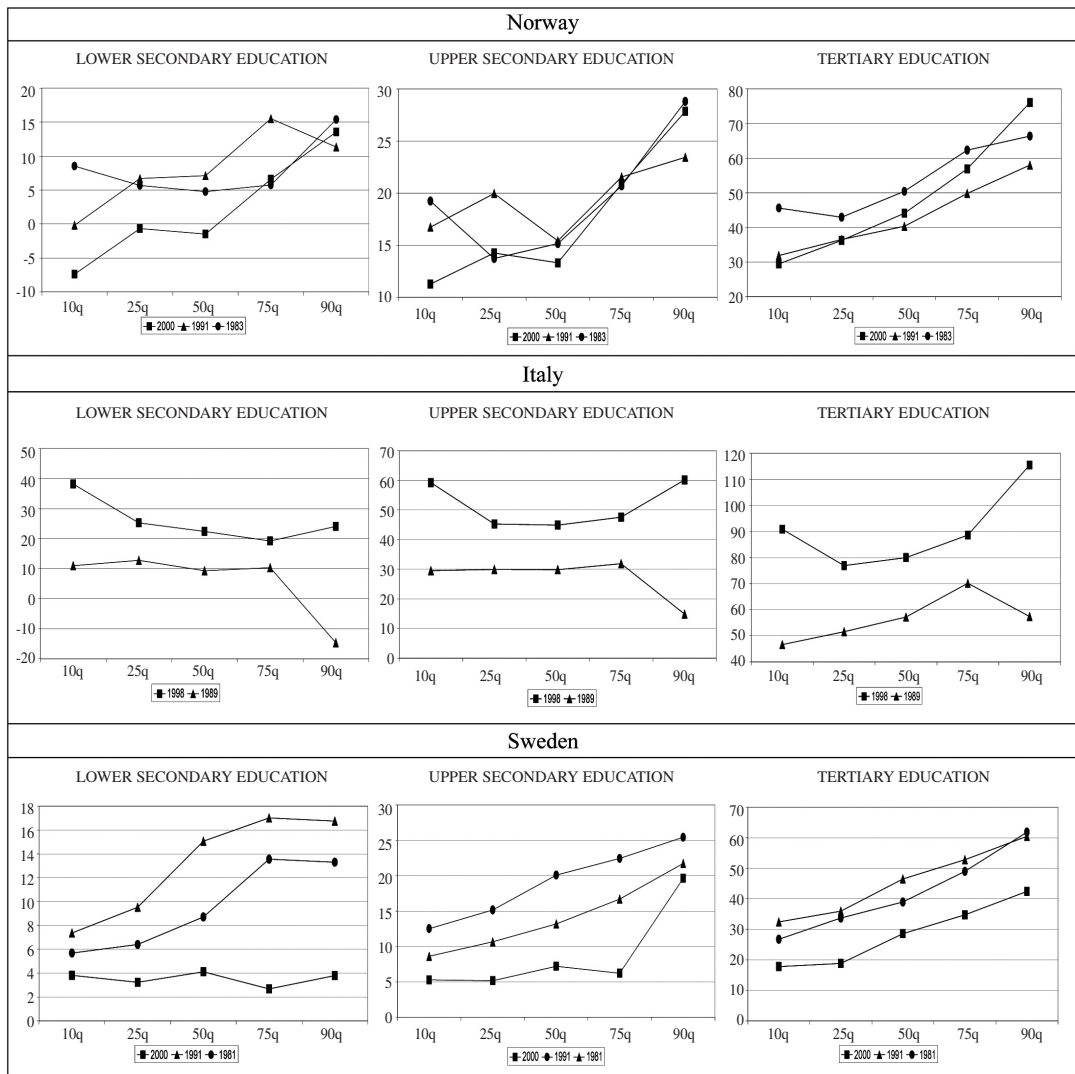 Norway
LOWER SECONDARY EDUCATION
20
15
10
5
0
-5
-10
10q 25q 50q 75q 90q
2000 1991 1983
UPPER SECONDARY EDUCATION
30
25
20
15
10
10q 25q 50q 75q 90q
2000 1991 1983
TERTIARY EDUCATION
80
70
60
50
40
30
20
10q 25q 50q 75q 90q
2000 1991 1983
Italy
LOWER SECONDARY EDUCATION
50
40
30
20
10
0
-10
-20
10q 25q 50q 75q 90q
1998 1989
UPPER SECONDARY EDUCATION
70
60
50
40
30
20
10
0
10q 25q 50q 75q 90q
1998 1989
TERTIARY EDUCATION
120
110
100
90
80
70
60
50
40
10q 25q 50q 75q 90q
1998 1989
Sweden
LOWER SECONDARY EDUCATION
18
16
14
12
10
8
6
4
2
0
10q 25q 50q 75q 90q
2000 1991 1981
UPPER SECONDARY EDUCATION
30
25
20
15
10
5
0
10q 25q 50q 75q 90q
2000 1991 1981
TERTIARY EDUCATION
70
60
50
40
30
20
10
0
10q 25q 50q 75q 90q
2000 1991 1981